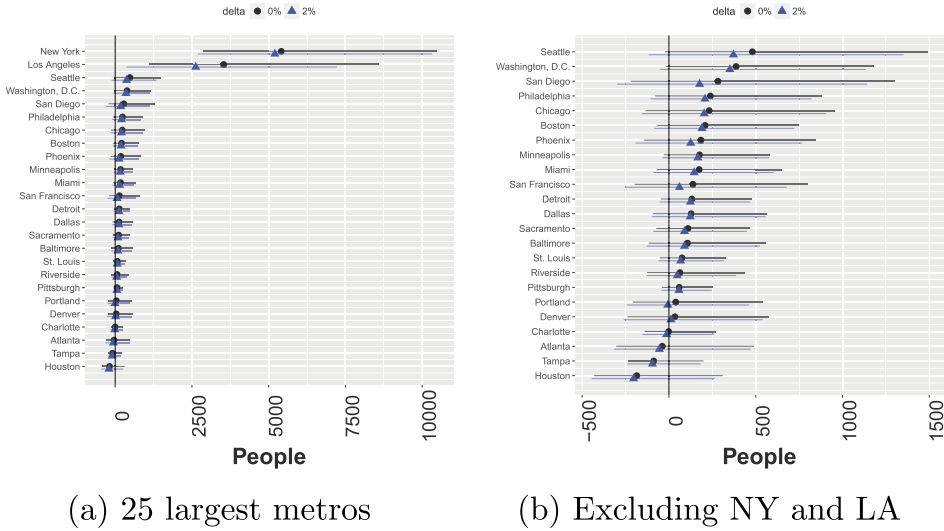 delta 0% 2%
New York
Los Angeles
Seattle
Washington, D.C.
San Diego
Philadelphia
Chicago
Boston
Phoenix
Minneapolis
Miami
San Francisco
Detroit
Dallas
Sacramento
Baltimore
St. Louis
Riverside
Pittsburgh
Portland
Denver
Charlotte
Atlanta
Tampa
Houston
0 2500 5000 7500 10000
People
(a) 25 largest metros
delta 0% 2%
Seattle
Washington, D.C.
San Diego
Philadelphia
Chicago
Boston
Phoenix
Minneapolis
Miami
San Francisco
Detroit
Dallas
Sacramento
Baltimore
St. Louis
Riverside
Pittsburgh
Portland
Denver
Charlotte
Atlanta
Tampa
Houston
−500 0 500 1000 1500
People
(b) Excluding NY and LA